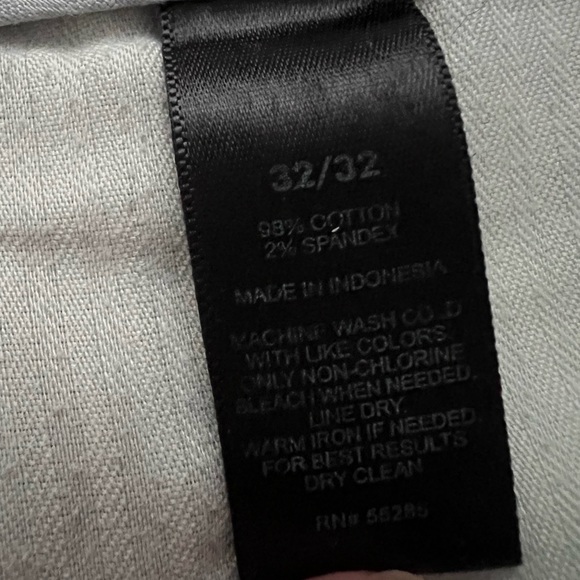 32/32
98% COTTON
2% SPANDEX
MADE IN INDONESIA
MACHINE WASH COLD
WITH LIKE COLORS.
ONLY NON-CHLORINE
BLEACH WHEN NEEDED.
LINE DRY.
WARM IRON IF NEEDED.
FOR BEST RESULTS
DRY CLEAN
RN# 56285